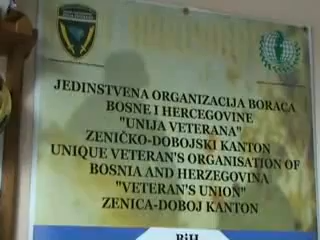 JEDINSTVENA ORGANIZACIJA BORACA
BOSNE I HERCEGOVINE
"UNIJA VETERANA"
ZENIČKO-DOBOJSKI KANTON
UNIQUE VETERAN'S ORGANISATION OF
BOSNIA AND HERZEGOVINA
"VETERAN'S UNION"
ZENICA-DOBOJ KANTON
BiH